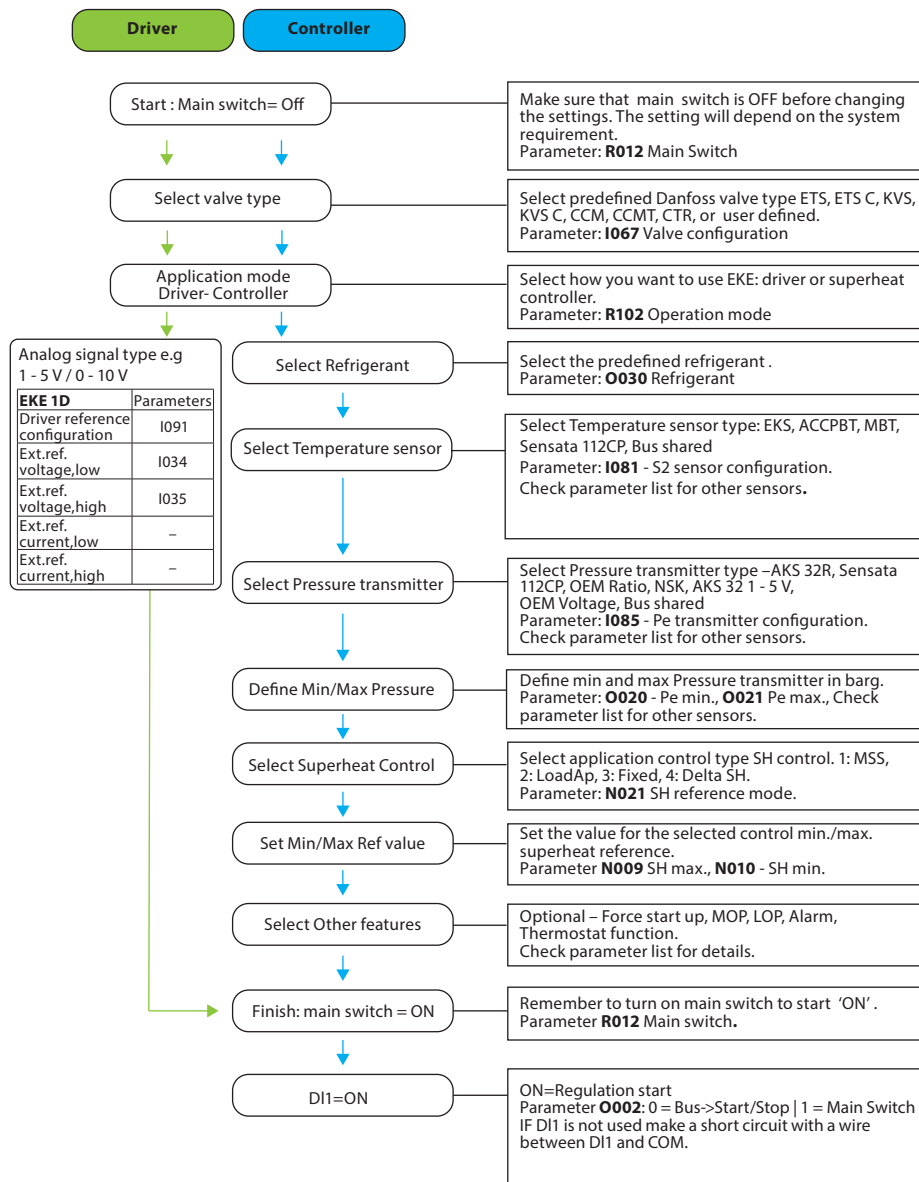 Driver
Controller
Start : Main switch= Off
Make sure that main switch is OFF before changing
the settings. The setting will depend on the system
requirement.
Parameter: R012 Main Switch
Select valve type
Select predefined Danfoss valve type ETS, ETS C, KVS,
KVS C, CCM, CCMT, CTR, or user defined.
Parameter: I067 Valve configuration
Application mode
Driver- Controller
Select how you want to use EKE: driver or superheat
controller.
Parameter: R102 Operation mode
Analog signal type e.g
1 - 5 V / 0 - 10 V
EKE 1D Parameters
Driver reference
configuration I091
Ext.ref.
voltage,low I034
Ext.ref.
voltage,high I035
Ext.ref.
current,low –
Ext.ref.
current,high –
Select Refrigerant
Select the predefined refrigerant .
Parameter: O030 Refrigerant
Select Temperature sensor
Select Temperature sensor type: EKS, ACCPBT, MBT,
Sensata 112CP, Bus shared
Parameter: I081 - S2 sensor configuration.
Check parameter list for other sensors.
Select Pressure transmitter
Select Pressure transmitter type –AKS 32R, Sensata
112CP, OEM Ratio, NSK, AKS 32 1 - 5 V,
OEM Voltage, Bus shared
Parameter: I085 - Pe transmitter configuration.
Check parameter list for other sensors.
Define Min/Max Pressure
Define min and max Pressure transmitter in barg.
Parameter: O020 - Pe min., O021 Pe max., Check
parameter list for other sensors.
Select Superheat Control
Select application control type SH control. 1: MSS,
2: LoadAp, 3: Fixed, 4: Delta SH.
Parameter: N021 SH reference mode.
Set Min/Max Ref value
Set the value for the selected control min./max.
superheat reference.
Parameter N009 SH max., N010 - SH min.
Select Other features
Optional – Force start up, MOP, LOP, Alarm,
Thermostat function.
Check parameter list for details.
Finish: main switch = ON
Remember to turn on main switch to start ‘ON’ .
Parameter R012 Main switch.
DI1=ON
ON=Regulation start
Parameter O002: 0 = Bus->Start/Stop | 1 = Main Switch
IF DI1 is not used make a short circuit with a wire
between DI1 and COM.